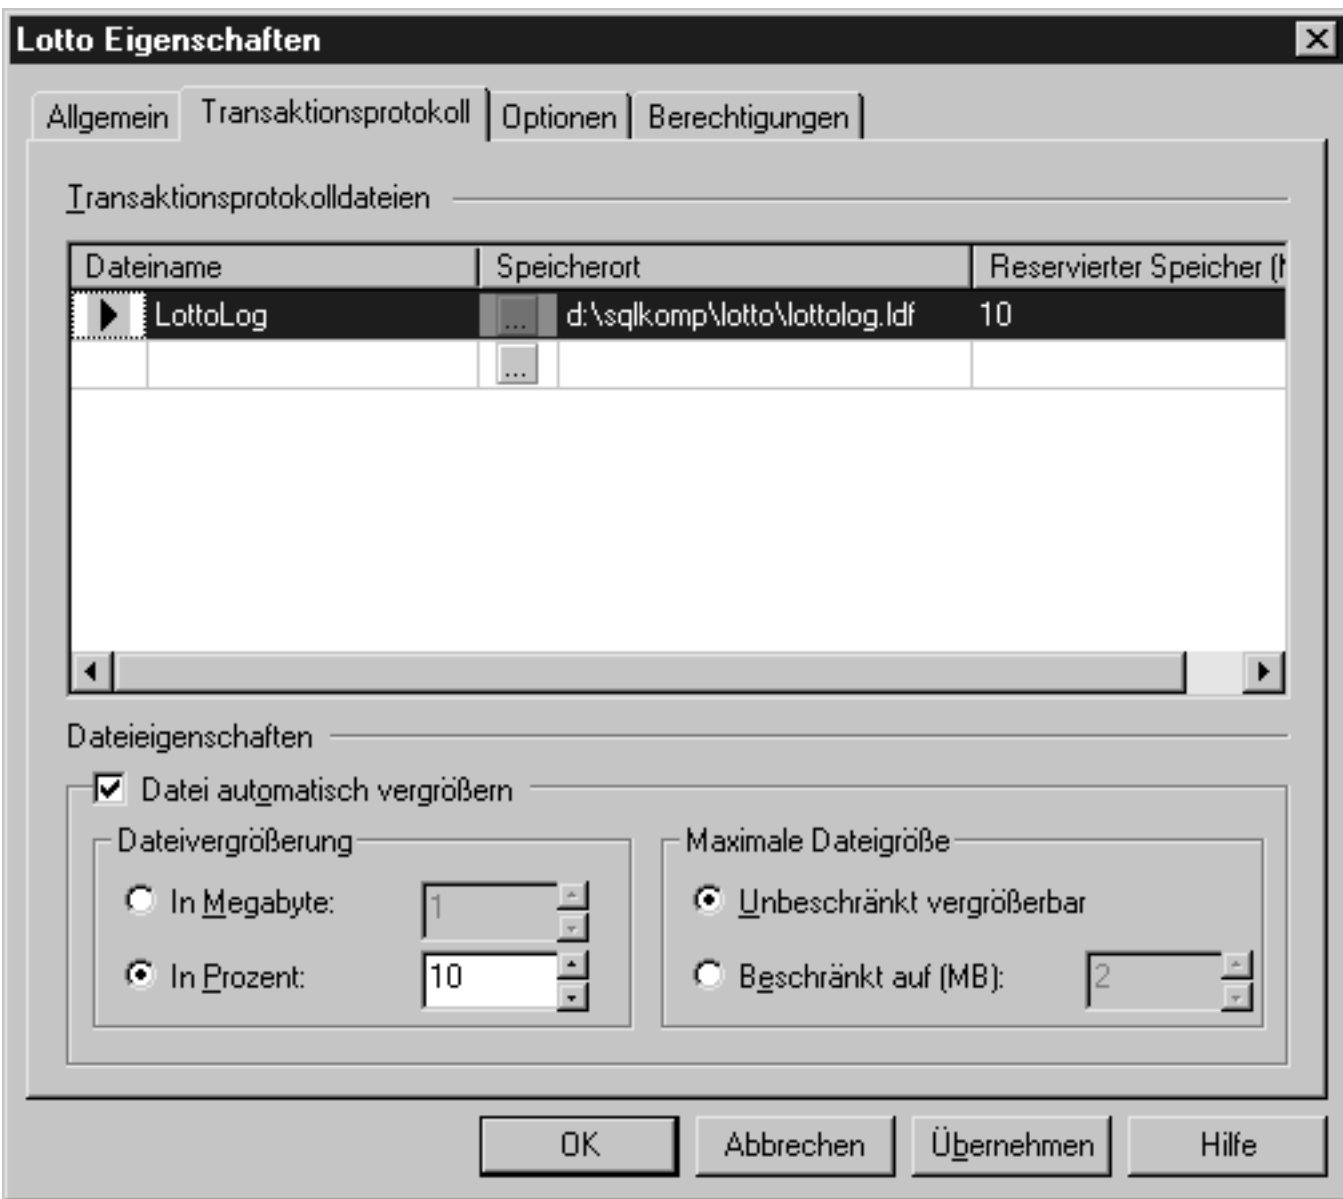 Lotto Eigenschaften
Allgemein Transaktionsprotokoll Optionen Berechtigungen
Transaktionsprotokolldateien
Dateiname Speicherort Reservierter Speicher (
LottoLog ... d:\sqlkomp\lotto\lottolog.ldf 10
...
Dateieigenschaften
Datei automatisch vergrößern
Dateivergrößerung Maximale Dateigröße
In Megabyte: 1 Unbeschränkt vergrößerbar
In Prozent: 10 Beschränkt auf (MB): 2
OK Abbrechen Übernehmen Hilfe